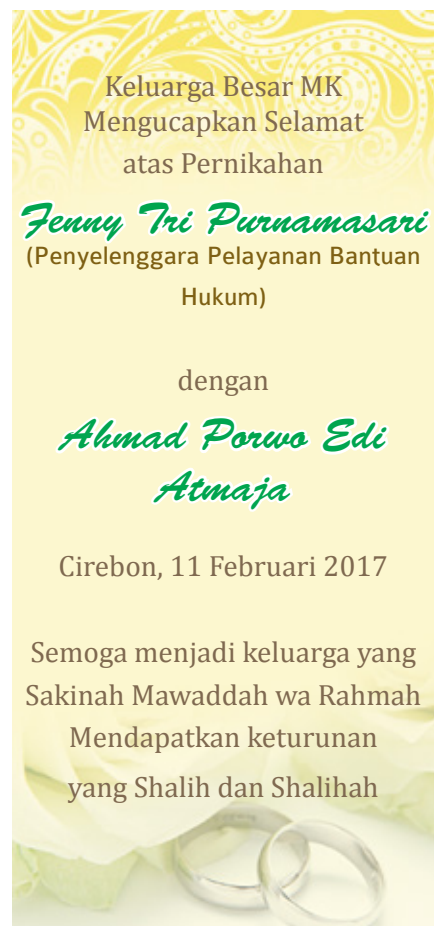 Keluarga Besar MK
Mengucapkan Selamat
atas Pernikahan
Fenny Tri Purnamasari
(Penyelenggara Pelayanan Bantuan
Hukum)
dengan
Ahmad Porwo Edi
Atmaja
Cirebon, 11 Februari 2017
Semoga menjadi keluarga yang
Sakinah Mawaddah wa Rahmah
Mendapatkan keturunan
yang Shalih dan Shalihah